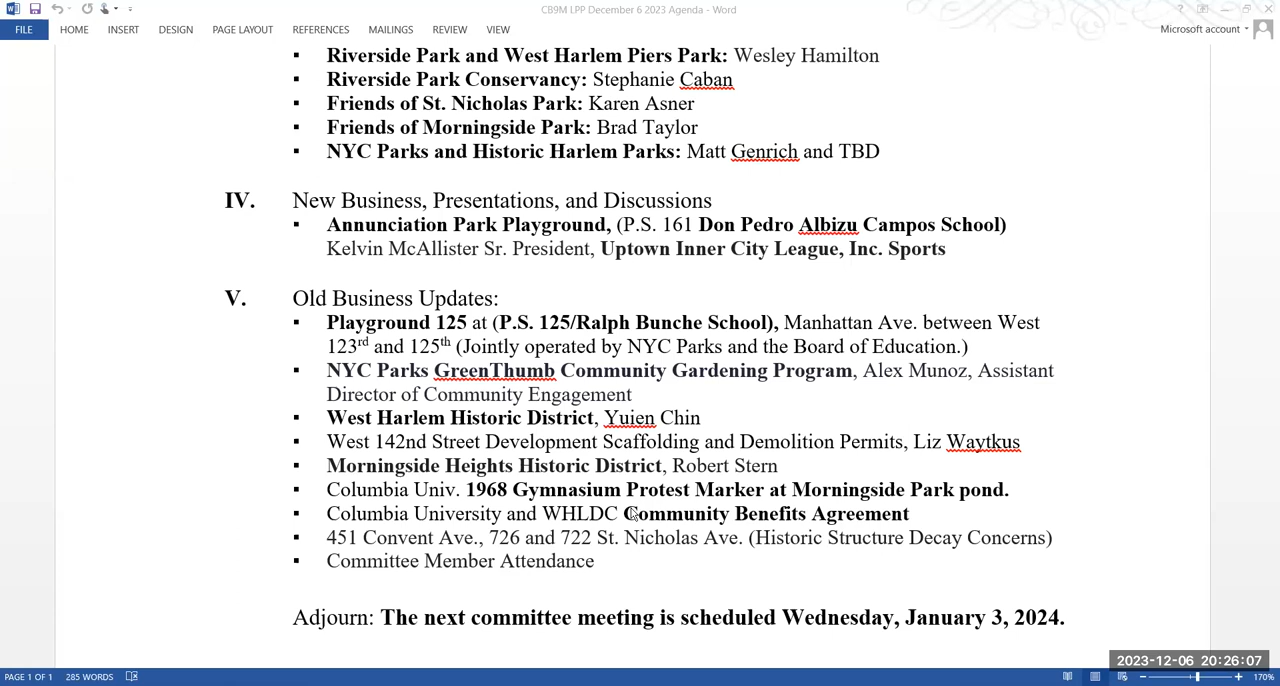 CB9M LPP December 6 2023 Agenda - Word
FILE HOME INSERT DESIGN PAGE LAYOUT REFERENCES MAILINGS REVIEW VIEW Microsoft account
▪ Riverside Park and West Harlem Piers Park: Wesley Hamilton
▪ Riverside Park Conservancy: Stephanie Caban
▪ Friends of St. Nicholas Park: Karen Asner
▪ Friends of Morningside Park: Brad Taylor
▪ NYC Parks and Historic Harlem Parks: Matt Genrich and TBD
IV. New Business, Presentations, and Discussions
▪ Annunciation Park Playground, (P.S. 161 Don Pedro Albizu Campos School)
Kelvin McAllister Sr. President, Uptown Inner City League, Inc. Sports
V. Old Business Updates:
▪ Playground 125 at (P.S. 125/Ralph Bunche School), Manhattan Ave. between West
123rd and 125th (Jointly operated by NYC Parks and the Board of Education.)
▪ NYC Parks GreenThumb Community Gardening Program, Alex Munoz, Assistant
Director of Community Engagement
▪ West Harlem Historic District, Yuien Chin
▪ West 142nd Street Development Scaffolding and Demolition Permits, Liz Waytkus
▪ Morningside Heights Historic District, Robert Stern
▪ Columbia Univ. 1968 Gymnasium Protest Marker at Morningside Park pond.
▪ Columbia University and WHLDC Community Benefits Agreement
▪ 451 Convent Ave., 726 and 722 St. Nicholas Ave. (Historic Structure Decay Concerns)
▪ Committee Member Attendance
Adjourn: The next committee meeting is scheduled Wednesday, January 3, 2024.
2023-12-06 20:26:07
PAGE 1 OF 1 285 WORDS 170%